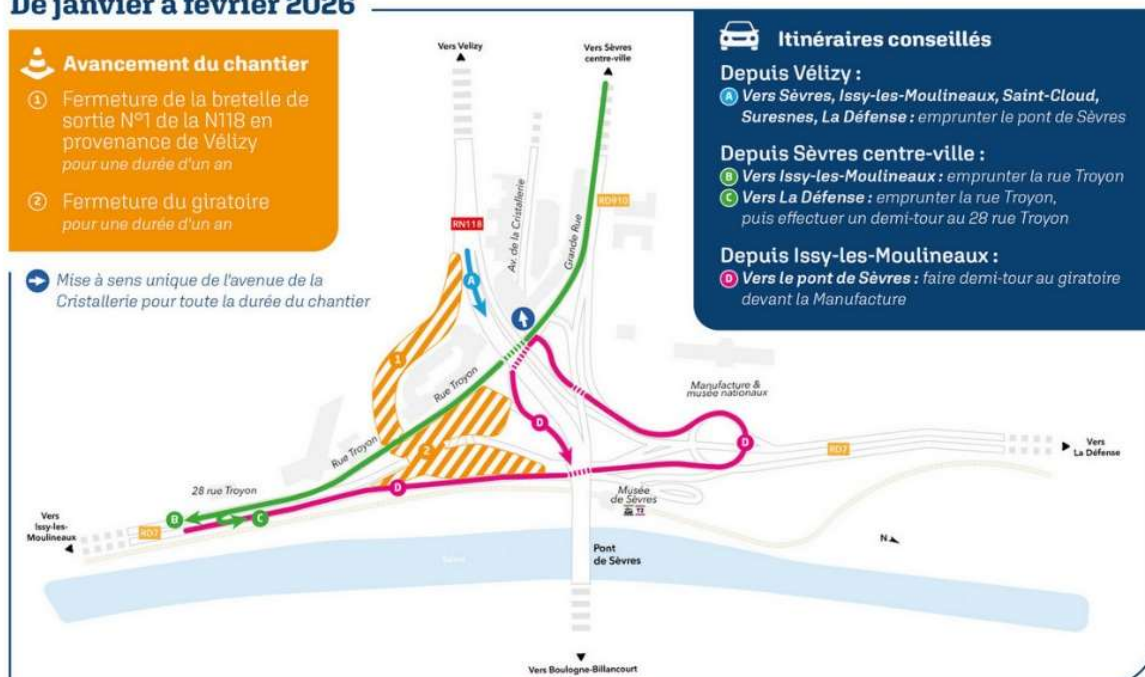 De janvier à février 2026
Avancement du chantier
1 Fermeture de la bretelle de
sortie N°1 de la N118 en
provenance de Vélizy
pour une durée d'un an
2 Fermeture du giratoire
pour une durée d'un an
Mise à sens unique de l'avenue de la
Cristallerie pour toute la durée du chantier
Itinéraires conseillés
Depuis Vélizy :
A Vers Sèvres, Issy-les-Moulineaux, Saint-Cloud,
Suresnes, La Défense : emprunter le pont de Sèvres
Depuis Sèvres centre-ville :
B Vers Issy-les-Moulineaux : emprunter la rue Troyon
C Vers La Défense : emprunter la rue Troyon,
puis effectuer un demi-tour au 28 rue Troyon
Depuis Issy-les-Moulineaux :
D Vers le pont de Sèvres : faire demi-tour au giratoire
devant la Manufacture
Vers Velizy
Vers Sèvres
centre-ville
RN118
Av. de la Cristallerie
RD910
Grande Rue
A
1
Rue Troyon
Manufacture &
musée nationaux
D
D
2
Rue Troyon
RD7
Vers
La Défense
28 rue Troyon
D
Musée
de Sèvres
B
C
Vers
Issy-les-
Moulineaux
RD7
N
Pont
de Sèvres
Seine
Vers Boulogne-Billancourt